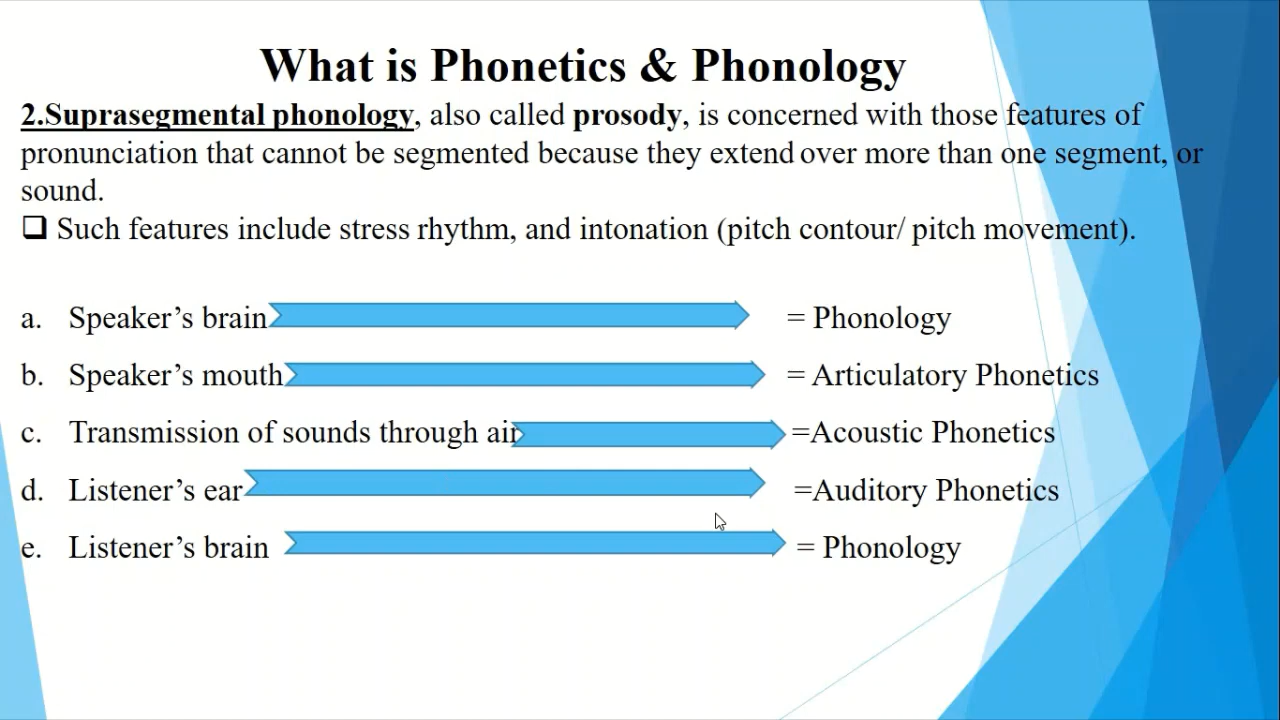 What is Phonetics & Phonology
2.Suprasegmental phonology, also called prosody, is concerned with those features of
pronunciation that cannot be segmented because they extend over more than one segment, or
sound.
❑ Such features include stress rhythm, and intonation (pitch contour/ pitch movement).
a. Speaker’s brain = Phonology
b. Speaker’s mouth = Articulatory Phonetics
c. Transmission of sounds through air =Acoustic Phonetics
d. Listener’s ear =Auditory Phonetics
e. Listener’s brain = Phonology